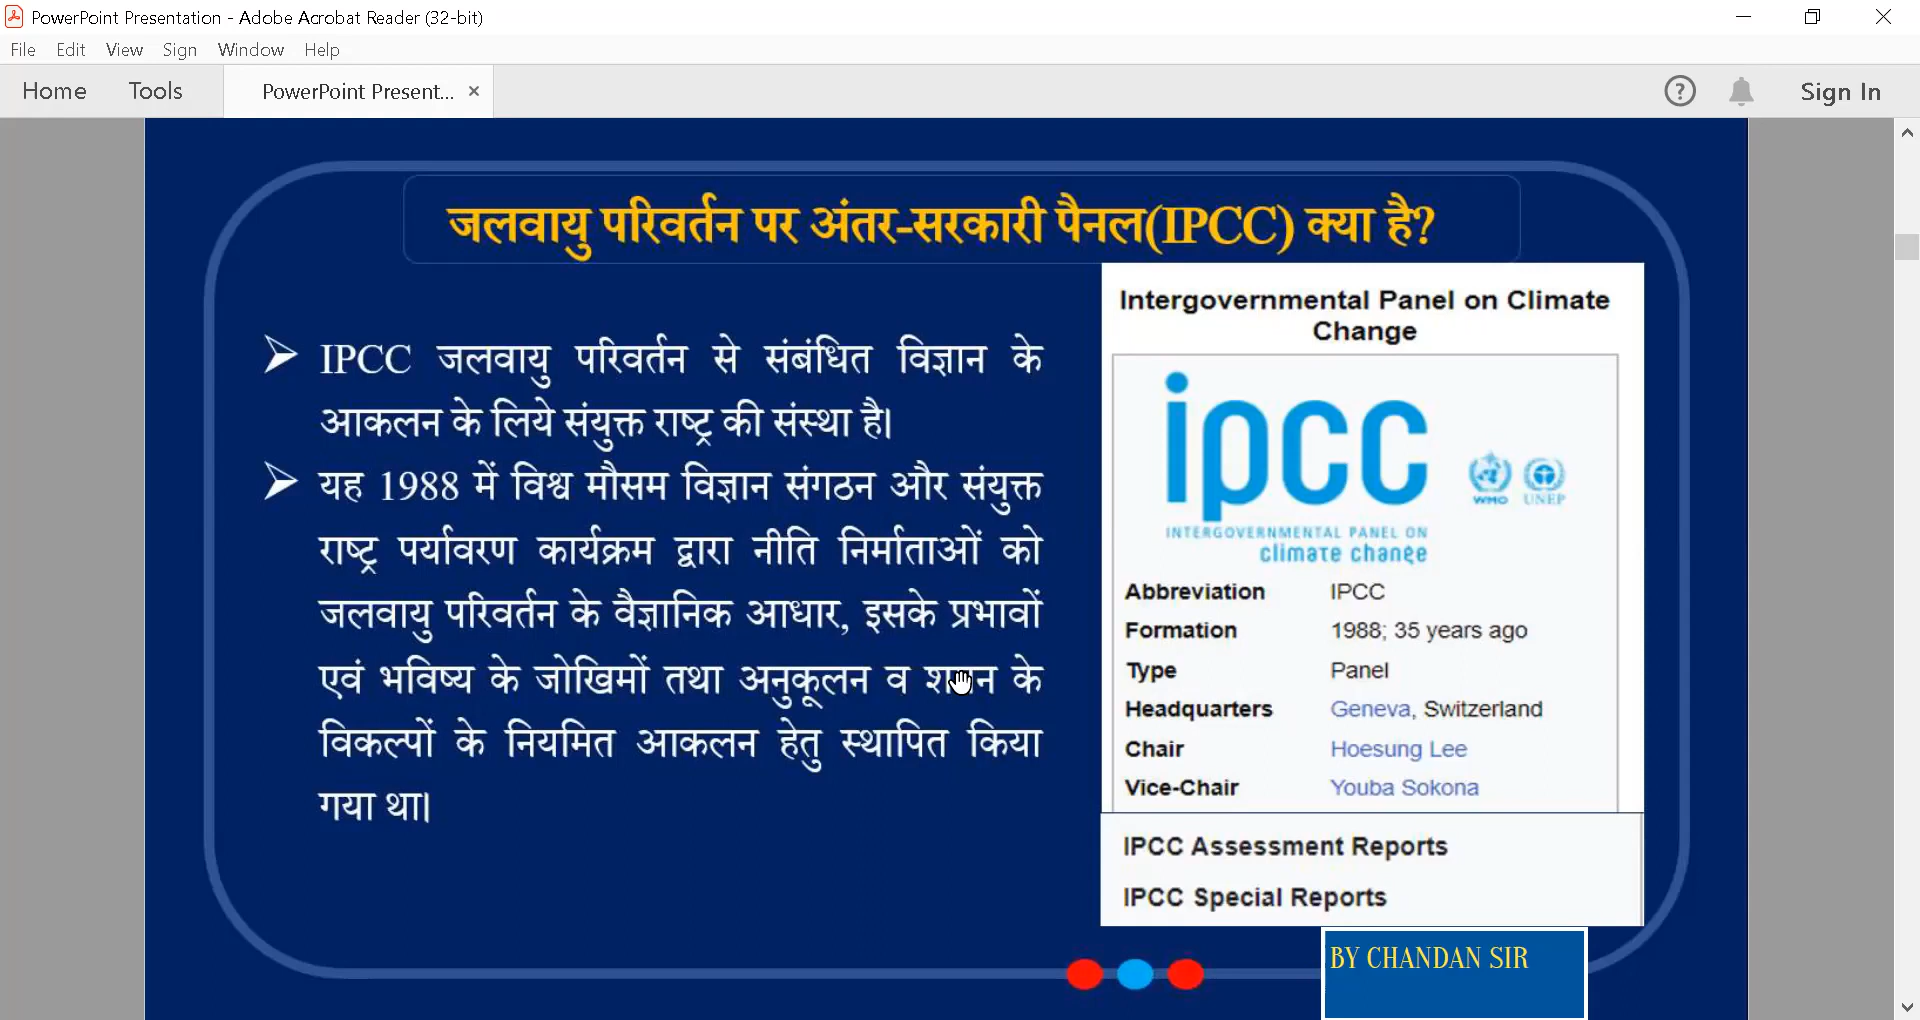 PowerPoint Presentation - Adobe Acrobat Reader (32-bit)
File Edit View Sign Window Help
Home Tools PowerPoint Present... × ? Sign In
जलवायु परिवर्तन पर अंतर-सरकारी पैनल(IPCC) क्या है?
➢ IPCC जलवायु परिवर्तन से संबंधित विज्ञान के
आकलन के लिये संयुक्त राष्ट्र की संस्था है।
➢ यह 1988 में विश्व मौसम विज्ञान संगठन और संयुक्त
राष्ट्र पर्यावरण कार्यक्रम द्वारा नीति निर्माताओं को
जलवायु परिवर्तन के वैज्ञानिक आधार, इसके प्रभावों
एवं भविष्य के जोखिमों तथा अनुकूलन व के
विकल्पों के नियमित आकलन हेतु स्थापित किया
गया था।
Intergovernmental Panel on Climate
Change
ipcc
WMO UNEP
INTERGOVERNMENTAL PANEL ON
climate change
Abbreviation IPCC
Formation 1988; 35 years ago
Type Panel
Headquarters Geneva, Switzerland
Chair Hoesung Lee
Vice-Chair Youba Sokona
IPCC Assessment Reports
IPCC Special Reports
BY CHANDAN SIR